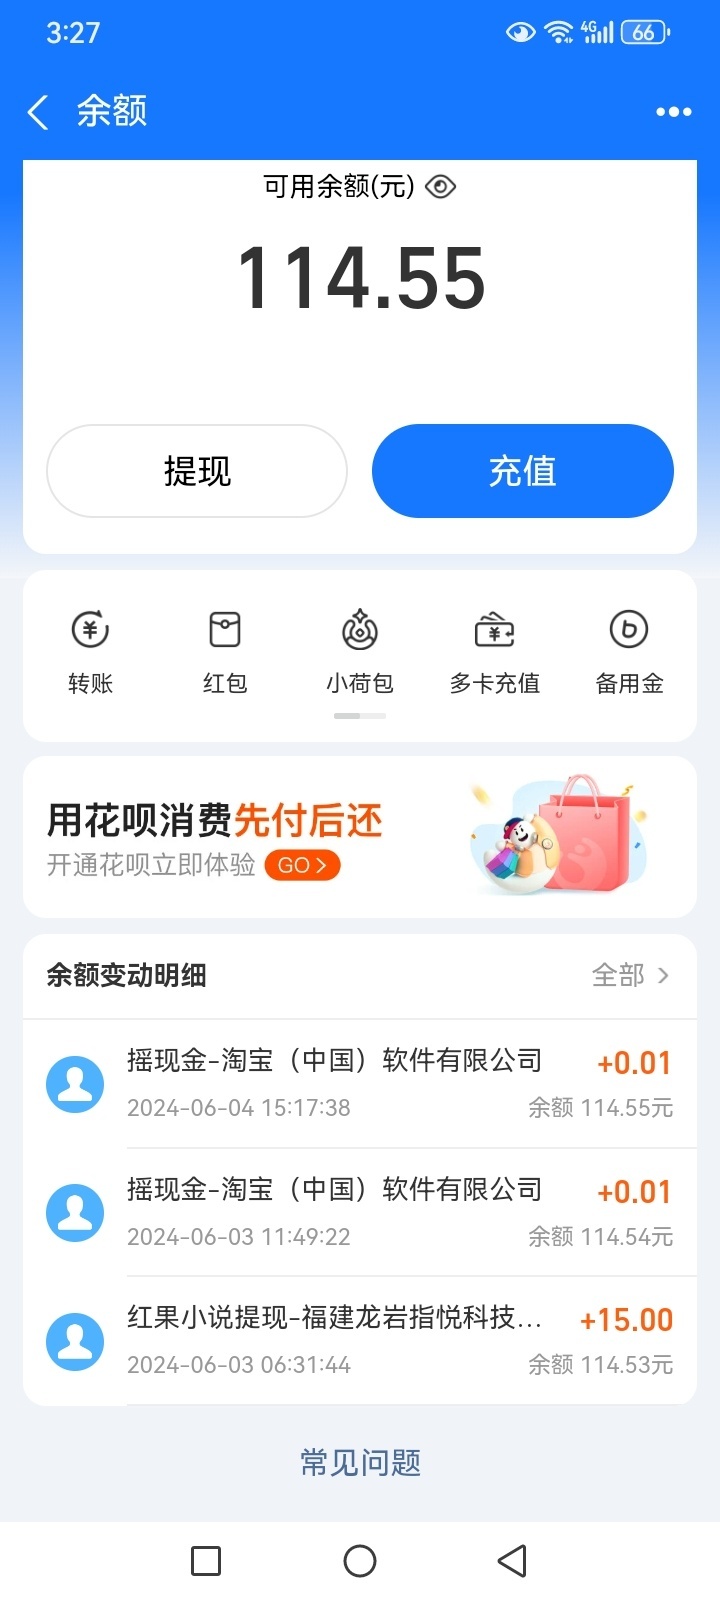 3:27
4G
66
余额
可用余额(元)
114.55
提现
充值
转账
红包
小荷包
多卡充值
备用金
用花呗消费先付后还
开通花呗立即体验 GO
余额变动明细
全部
摇现金-淘宝（中国）软件有限公司
+0.01
2024-06-04 15:17:38
余额 114.55元
摇现金-淘宝（中国）软件有限公司
+0.01
2024-06-03 11:49:22
余额 114.54元
红果小说提现-福建龙岩指悦科技...
+15.00
2024-06-03 06:31:44
余额 114.53元
常见问题